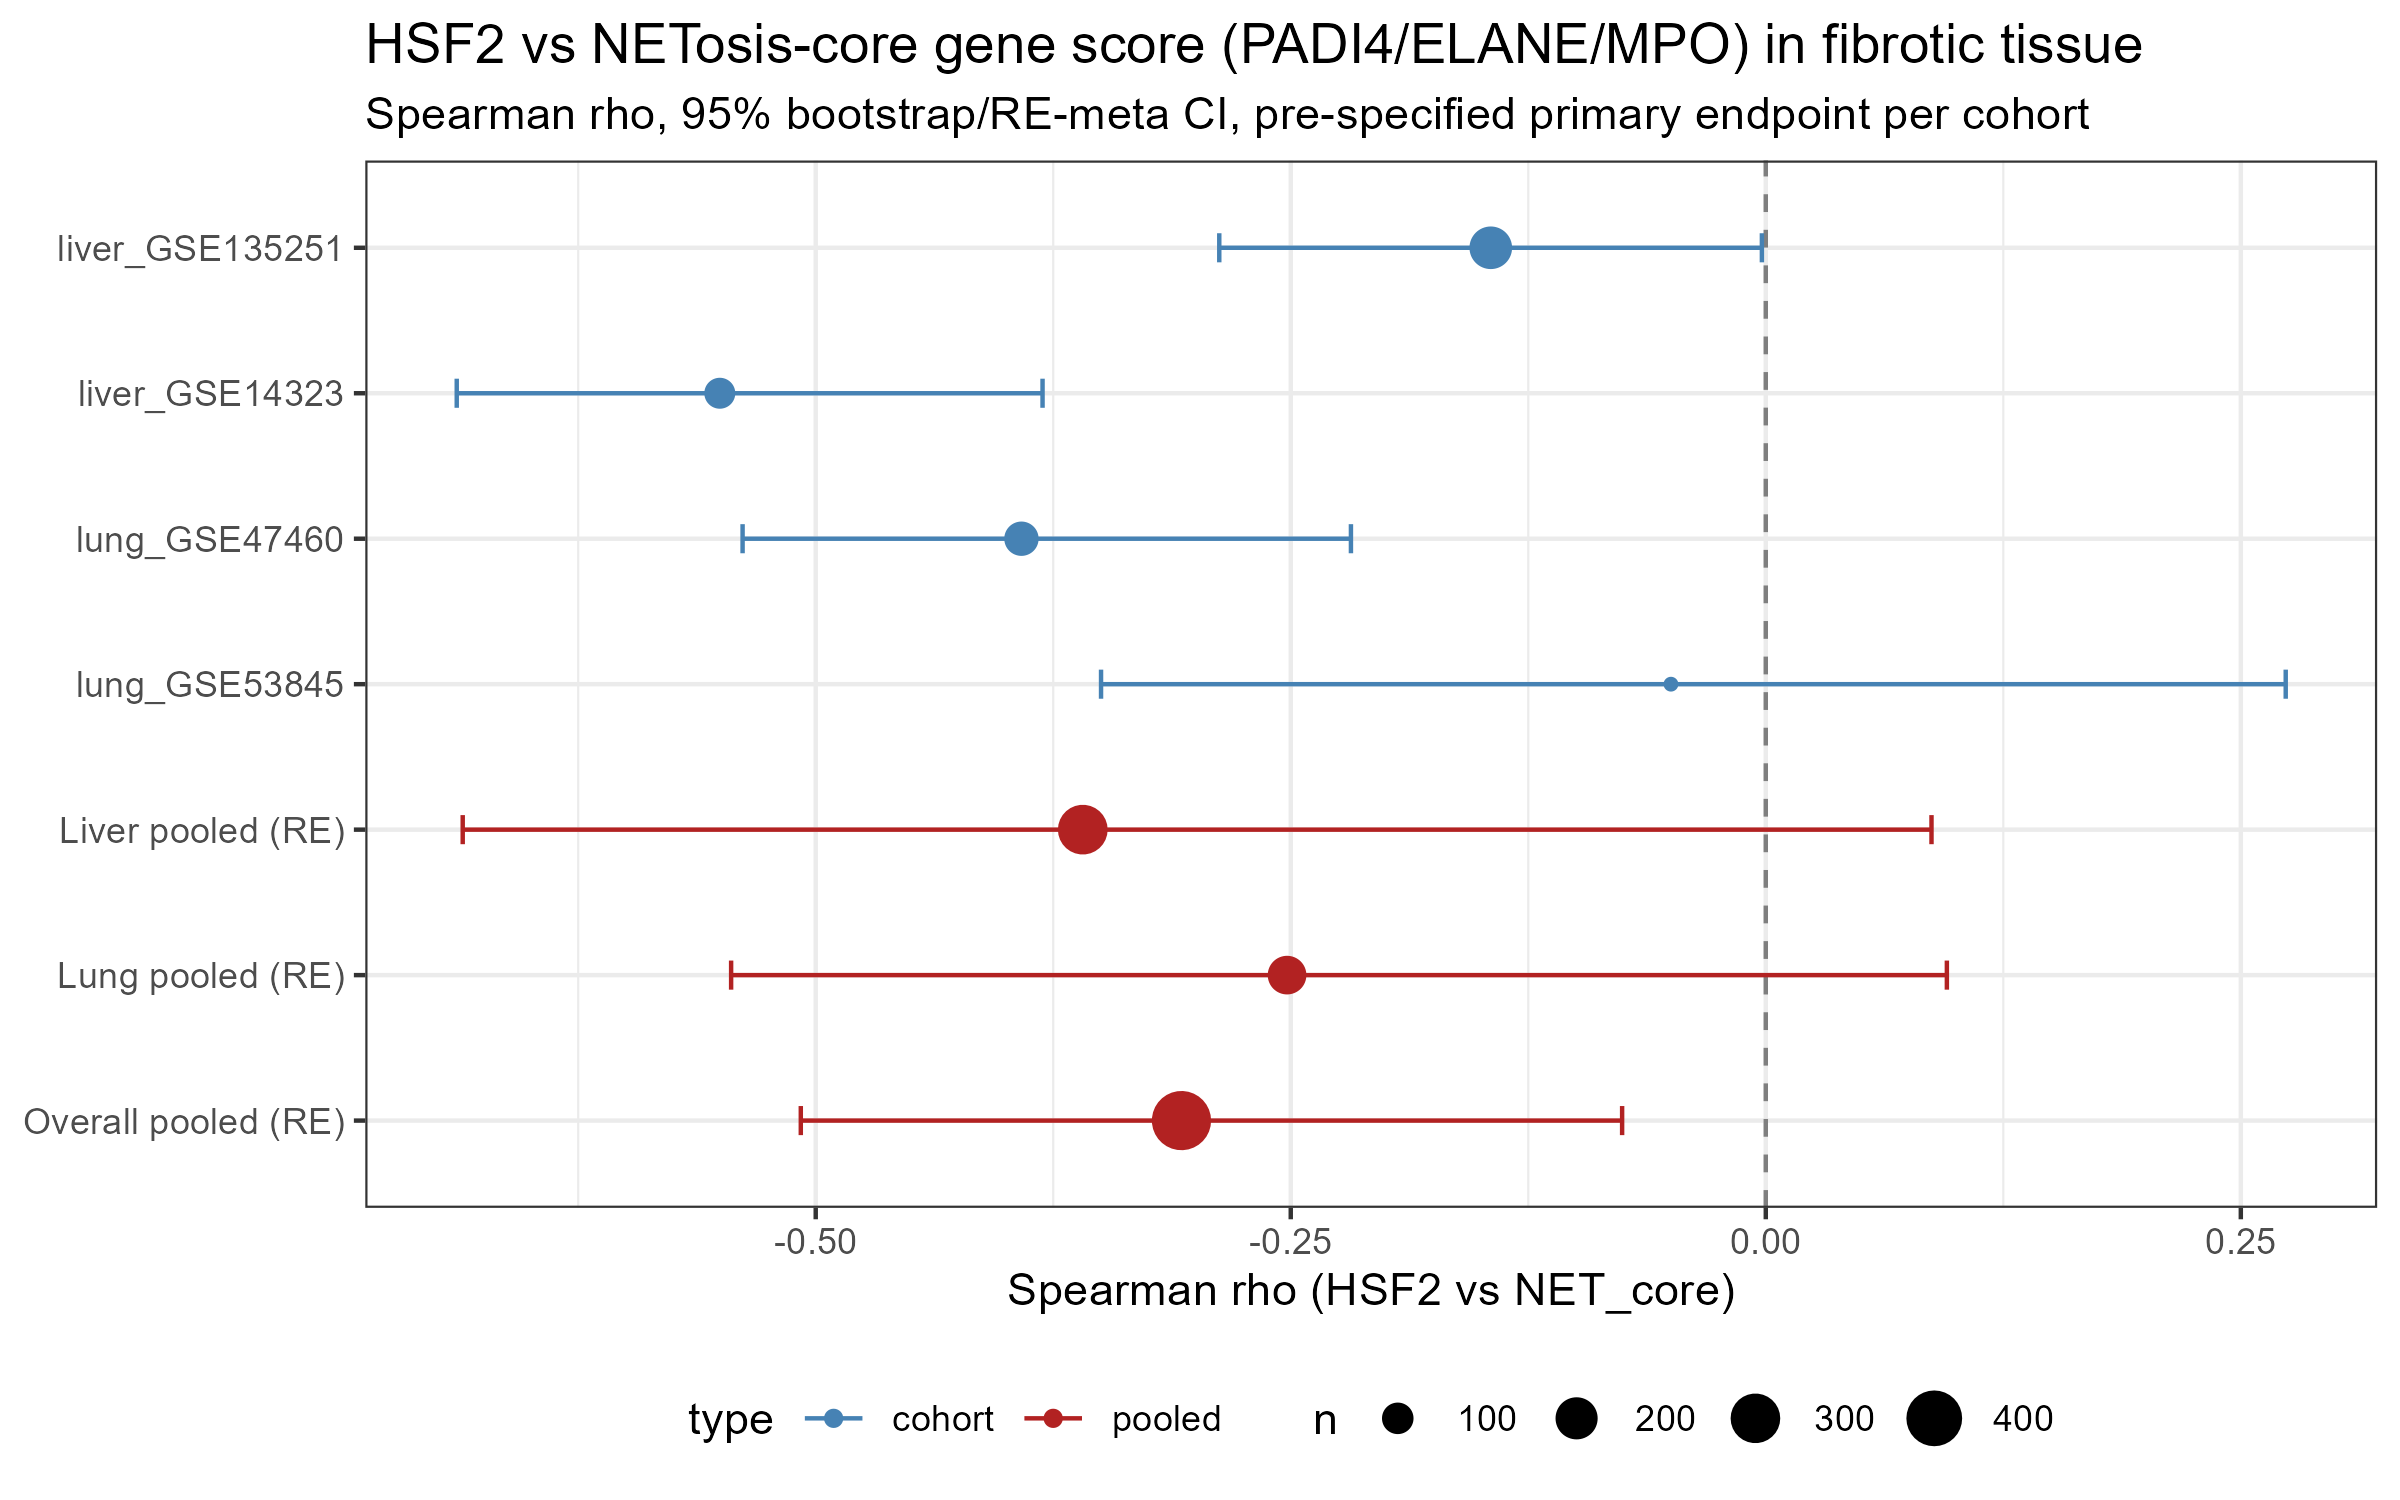 HSF2 vs NETosis-core gene score (PADI4/ELANE/MPO) in fibrotic tissue
Spearman rho, 95% bootstrap/RE-meta CI, pre-specified primary endpoint per cohort
liver_GSE135251
liver_GSE14323
lung_GSE47460
lung_GSE53845
Liver pooled (RE)
Lung pooled (RE)
Overall pooled (RE)
-0.50 -0.25 0.00 0.25
Spearman rho (HSF2 vs NET_core)
type cohort pooled n 100 200 300 400